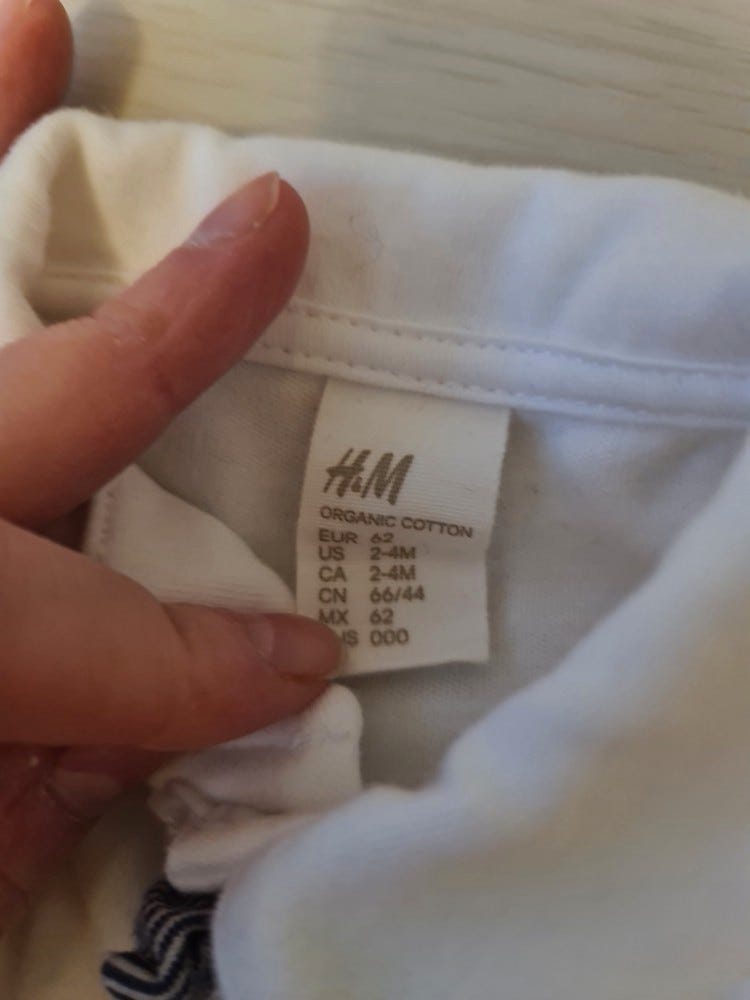 H&M
ORGANIC COTTON
EUR 62
US 2-4M
CA 2-4M
CN 66/44
MX 62
000